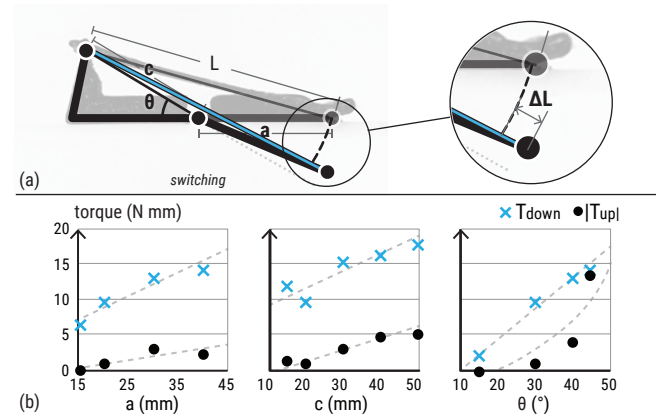 L
c
θ
a
ΔL
(a)
switching
torque (N mm)
Tdown |Tup|
20
15
10
5
0
15 25 35 45
a (mm)
10 20 30 40 50
c (mm)
10 20 30 40 50
θ (°)
(b)